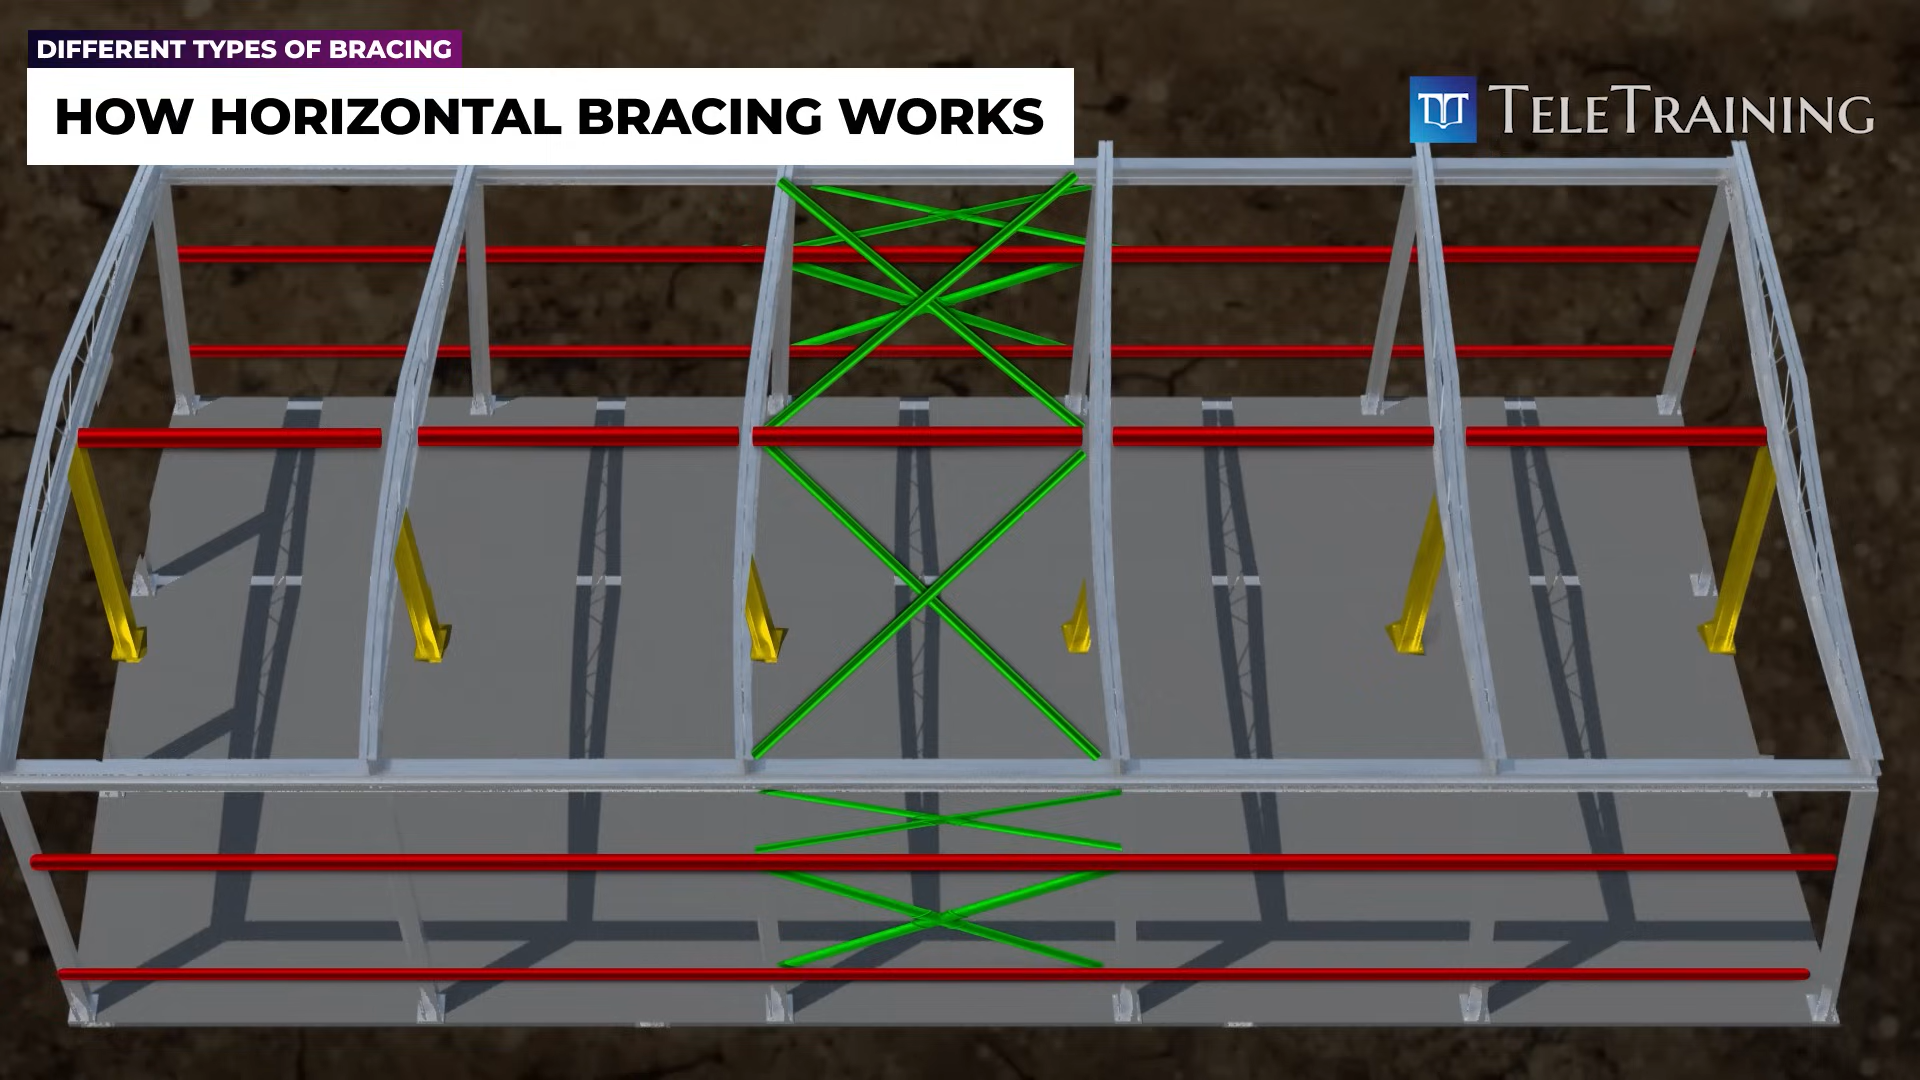 DIFFERENT TYPES OF BRACING
HOW HORIZONTAL BRACING WORKS
TELETRAINING